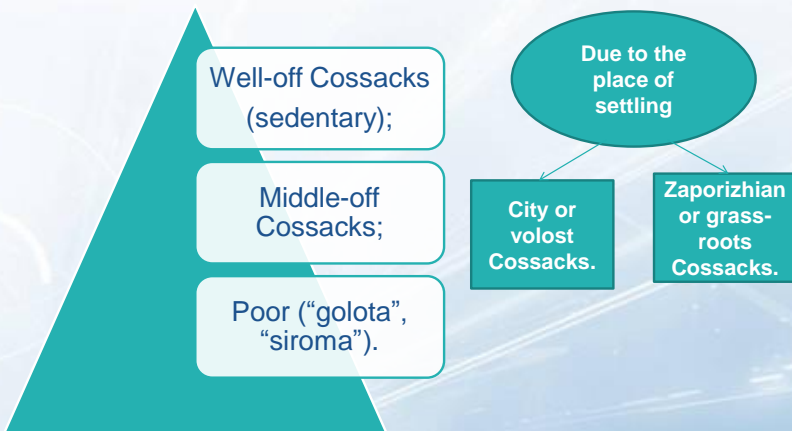 Well-off Cossacks
(sedentary);
Middle-off
Cossacks;
Poor (“golota”,
“siroma”).
Due to the
place of
settling
City or
volost
Cossacks.
Zaporizhian
or grass-
roots
Cossacks.